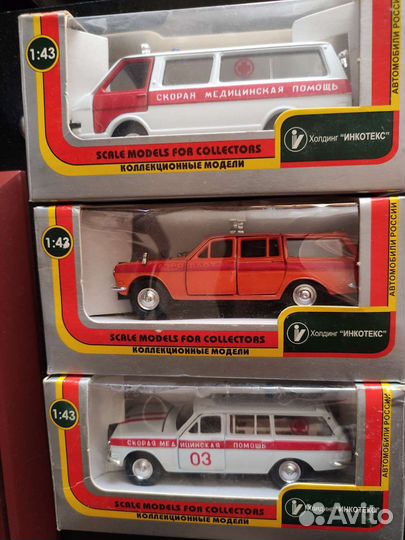 1:43
СКОРАЯ МЕДИЦИНСКАЯ ПОМОЩЬ
SCALE MODELS FOR COLLECTORS
КОЛЛЕКЦИОННЫЕ МОДЕЛИ
Холдинг "ИНКОТЕКС"
АВТОМОБИЛИ РОССИИ
1:43
SCALE MODELS FOR COLLECTORS
КОЛЛЕКЦИОННЫЕ МОДЕЛИ
Холдинг "ИНКОТЕКС"
АВТОМОБИЛИ РОССИИ
1:43
СКОРАЯ МЕДИЦИНСКАЯ ПОМОЩЬ
03
SCALE MODELS FOR COLLECTORS
КОЛЛЕКЦИОННЫЕ МОДЕЛИ
Холдинг "ИНКОТЕКС"
АВТОМОБИЛИ РОССИИ
Avito